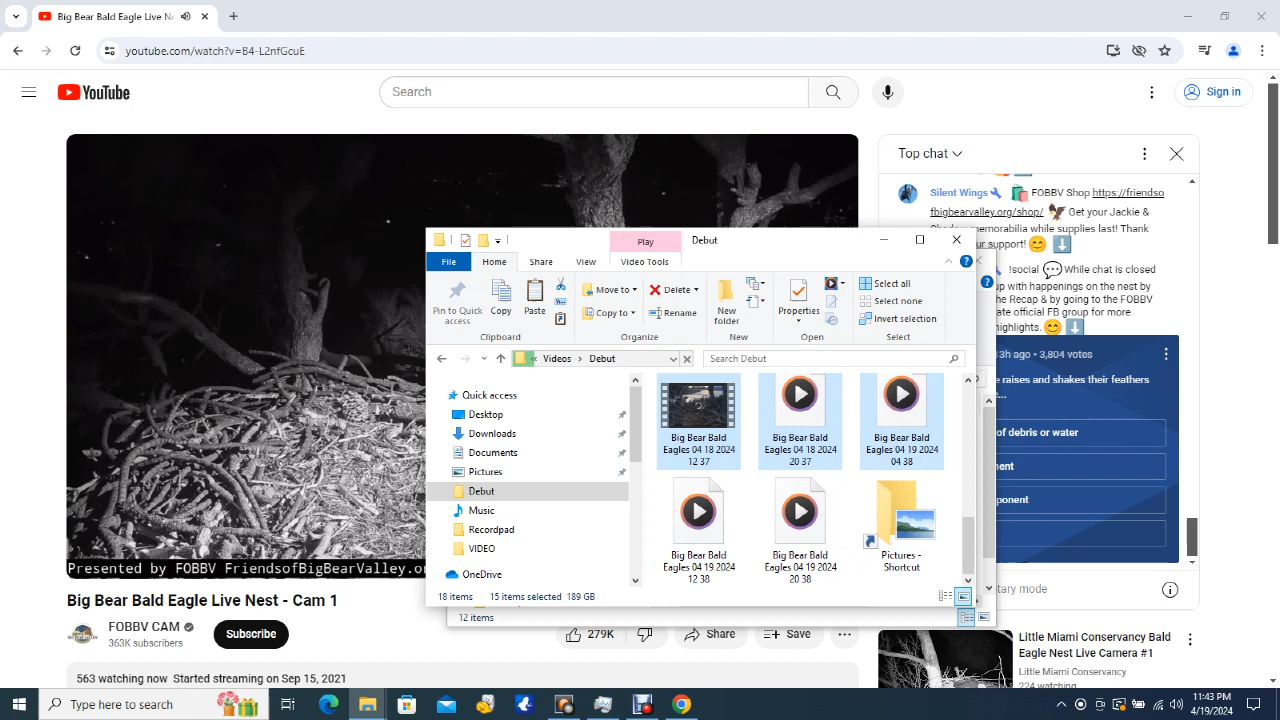 Big Bear Bald Eagle Live Ne
youtube.com/watch?v=B4-L2nfGcuE
YouTube
Search
Sign in
Top chat
Silent Wings FOBBV Shop https://friendso
fbigbearvalley.org/shop/ Get your Jackie &
memorabilia while supplies last! Thank
our support!
!social While chat is closed
up with happenings on the nest by
the Recap & by going to the FOBBV
ate official FB group for more
highlights.
3h ago • 3,804 votes
e raises and shakes their feathers
...
of debris or water
nent
ponent
tary mode
Play
Debut
File
Home
Share
View
Video Tools
Pin to Quick
access
Copy
Paste
Clipboard
Move to
Copy to
Delete
Rename
Organize
New
folder
New
Properties
Open
Select all
Select none
Invert selection
Select
« Videos › Debut
Search Debut
Quick access
Desktop
Downloads
Documents
Pictures
Debut
Music
Recordpad
VIDEO
OneDrive
Big Bear Bald
Eagles 04 18 2024
12 37
Big Bear Bald
Eagles 04 18 2024
20 37
Big Bear Bald
Eagles 04 19 2024
04 38
Big Bear Bald
Eagles 04 19 2024
12 38
Big Bear Bald
Eagles 04 19 2024
20 38
Pictures -
Shortcut
18 items 15 items selected 189 GB
12 items
Presented by FOBBV FriendsofBigBearValley.or
Big Bear Bald Eagle Live Nest - Cam 1
FOBBV CAM
363K subscribers
Subscribe
279K
Share
Save
563 watching now Started streaming on Sep 15, 2021
Little Miami Conservancy Bald
Eagle Nest Live Camera #1
Little Miami Conservancy
224 watching
Type here to search
11:43 PM
4/19/2024